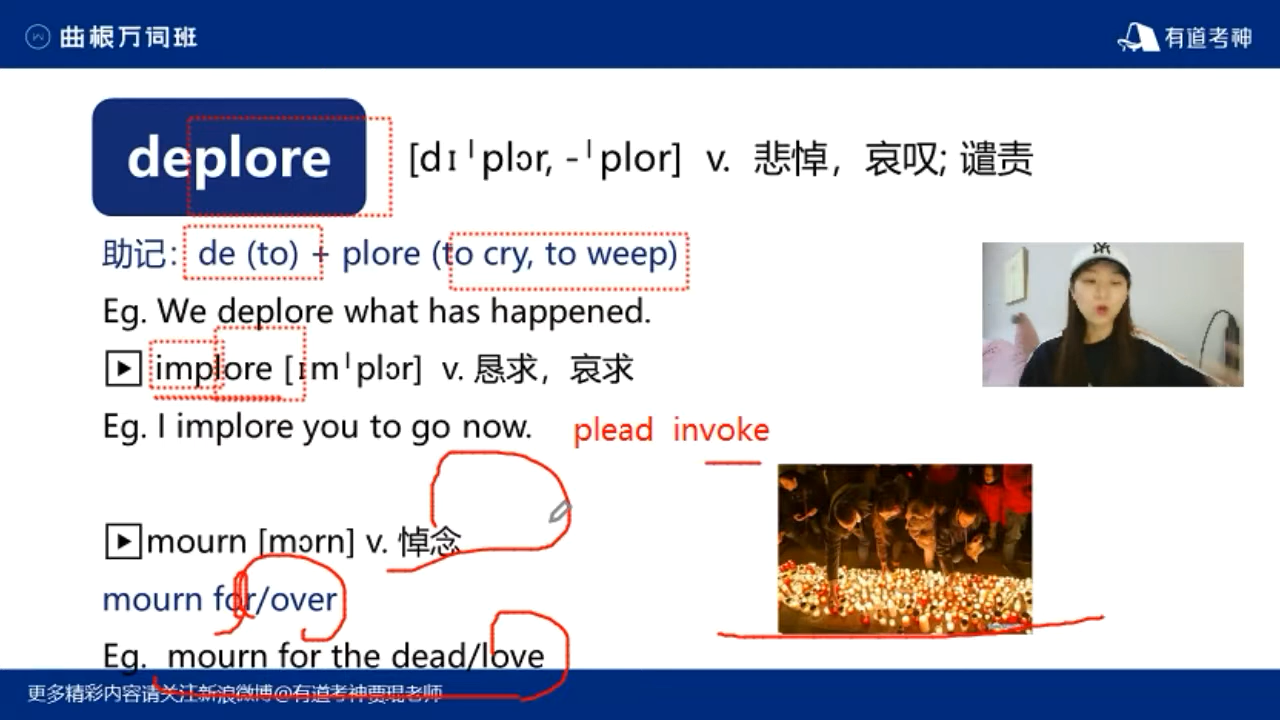 曲根万词班
有道考神
deplore [dɪˈplɔr, -ˈplor] v. 悲悼，哀叹; 谴责
助记： de (to) + plore (to cry, to weep)
Eg. We deplore what has happened.
implore [ɪmˈplɔr] v. 恳求，哀求
Eg. I implore you to go now. plead invoke
mourn [mɔrn] v. 悼念
mourn for/over
Eg. mourn for the dead/love
更多精彩内容请关注新浪微博@有道考神贾琨老师